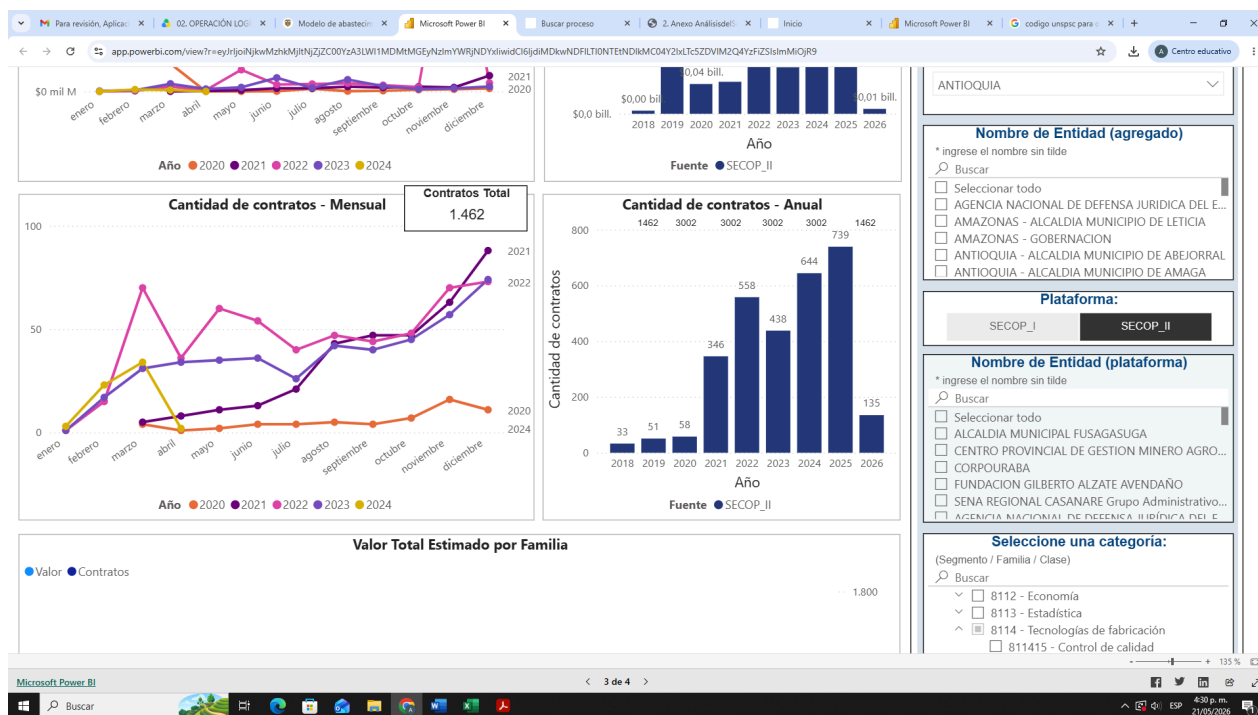 Para revisión, Aplicaci
02. OPERACIÓN LOGI
Modelo de abastecim
Microsoft Power BI
Buscar proceso
2. Anexo AnálisisdelS
Inicio
Microsoft Power BI
codigo unspsc para o
Centro educativo
$0 mil M
enero febrero marzo abril mayo junio julio agosto septiembre octubre noviembre diciembre
2021
2020
Año 2020 2021 2022 2023 2024
$0,0 bill.
$0,00 bil
$0,04 bill.
$0,01 bill.
2018 2019 2020 2021 2022 2023 2024 2025 2026
Año
Fuente SECOP_II
Cantidad de contratos - Mensual
Contratos Total
1.462
100
50
0
2021
2022
2020
2024
enero febrero marzo abril mayo junio julio agosto septiembre octubre noviembre diciembre
Año 2020 2021 2022 2023 2024
Cantidad de contratos - Anual
1462 3002 3002 3002 3002 1462
Cantidad de contratos
800
600
400
200
0
33 51 58 346 558 438 644 739 135
2018 2019 2020 2021 2022 2023 2024 2025 2026
Año
Fuente SECOP_II
Valor Total Estimado por Familia
Valor Contratos
1.800
ANTIOQUIA
Nombre de Entidad (agregado)
* ingrese el nombre sin tilde
Buscar
Seleccionar todo
AGENCIA NACIONAL DE DEFENSA JURIDICA DEL E...
AMAZONAS - ALCALDIA MUNICIPIO DE LETICIA
AMAZONAS - GOBERNACION
ANTIOQUIA - ALCALDIA MUNICIPIO DE ABEJORRAL
ANTIOQUIA - ALCALDIA MUNICIPIO DE AMAGA
Plataforma:
SECOP_I SECOP_II
Nombre de Entidad (plataforma)
* ingrese el nombre sin tilde
Buscar
Seleccionar todo
ALCALDIA MUNICIPAL FUSAGASUGA
CENTRO PROVINCIAL DE GESTION MINERO AGRO...
CORPOURABA
FUNDACION GILBERTO ALZATE AVENDAÑO
SENA REGIONAL CASANARE Grupo Administrativo...
AGENCIA NACIONAL DE DEFENSA JURÍDICA DEL E
Seleccione una categoría:
(Segmento / Familia / Clase)
Buscar
8112 - Economía
8113 - Estadística
8114 - Tecnologías de fabricación
811415 - Control de calidad
- + 135 %
Microsoft Power BI
3 de 4
Buscar
ESP
4:30 p. m.
21/05/2026